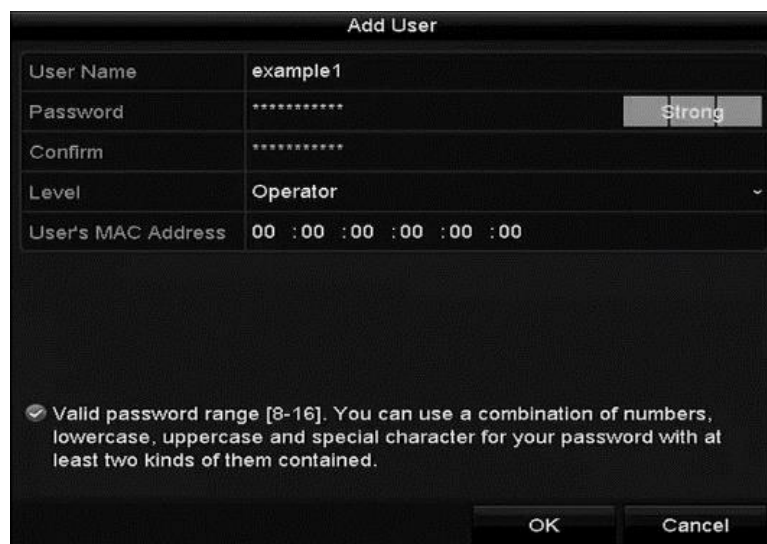 Add User
User Name example1
Password *********** Strong
Confirm ***********
Level Operator
User's MAC Address 00 :00 :00 :00 :00 :00
Valid password range [8-16]. You can use a combination of numbers,
lowercase, uppercase and special character for your password with at
least two kinds of them contained.
OK Cancel